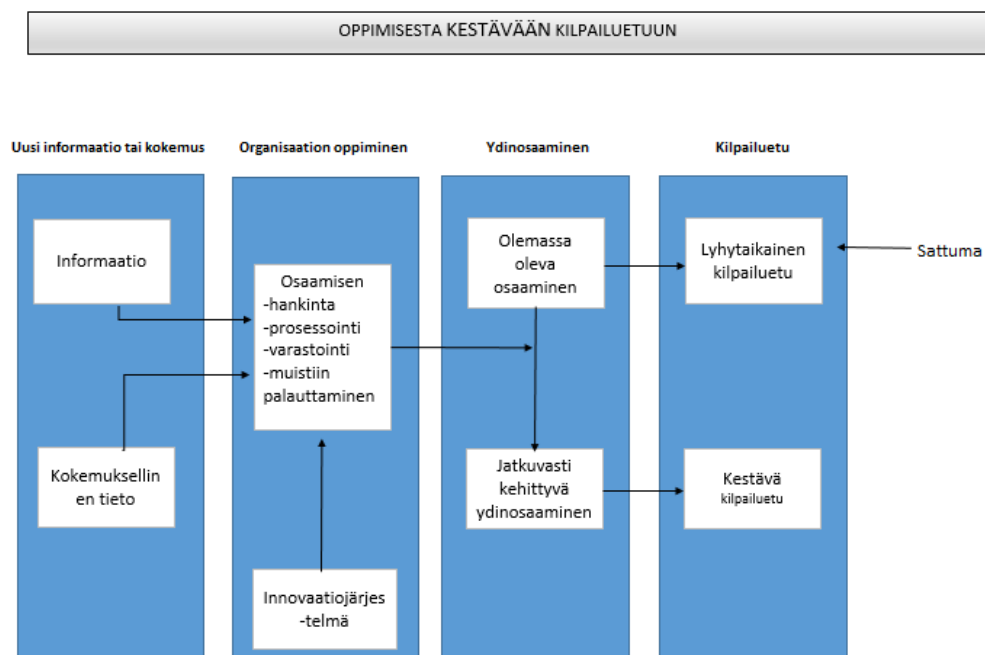 OPPIMISESTA KESTÄVÄÄN KILPAILUETUUN
Uusi informaatio tai kokemus
Organisaation oppiminen
Ydinosaaminen
Kilpailuetu
Informaatio
Kokemuksellin
en tieto
Osaamisen
-hankinta
-prosessointi
-varastointi
-muistiin
palauttaminen
Innovaatiojärjes
-telmä
Olemassa
oleva
osaaminen
Jatkuvasti
kehittyvä
ydinosaaminen
Lyhytaikainen
kilpailuetu
Kestävä
kilpailuetu
Sattuma